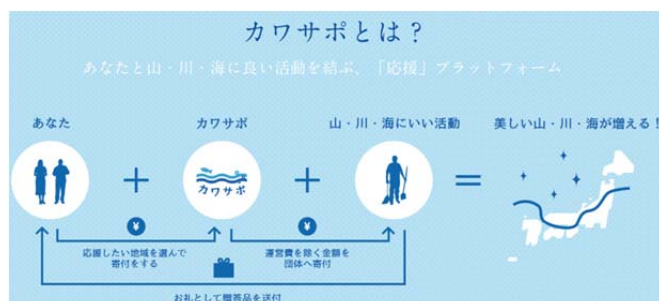 カワサポとは？
あなたと山・川・海に良い活動を結ぶ、「応援」プラットフォーム
あなた
カワサポ
山・川・海にいい活動
美しい山・川・海が増える！
カワサポ
¥
¥
応援したい地域を選んで
寄付をする
運営費を除く金額を
団体へ寄付
お礼として贈答品を送付